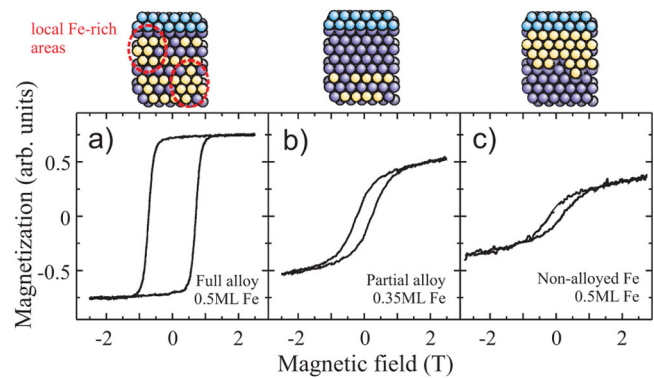 local Fe-rich
areas
a)
b)
c)
Magnetization (arb. units)
0.5
0
-0.5
Full alloy
0.5ML Fe
Partial alloy
0.35ML Fe
Non-alloyed Fe
0.5ML Fe
-2 0 2 -2 0 2 -2 0 2
Magnetic field (T)